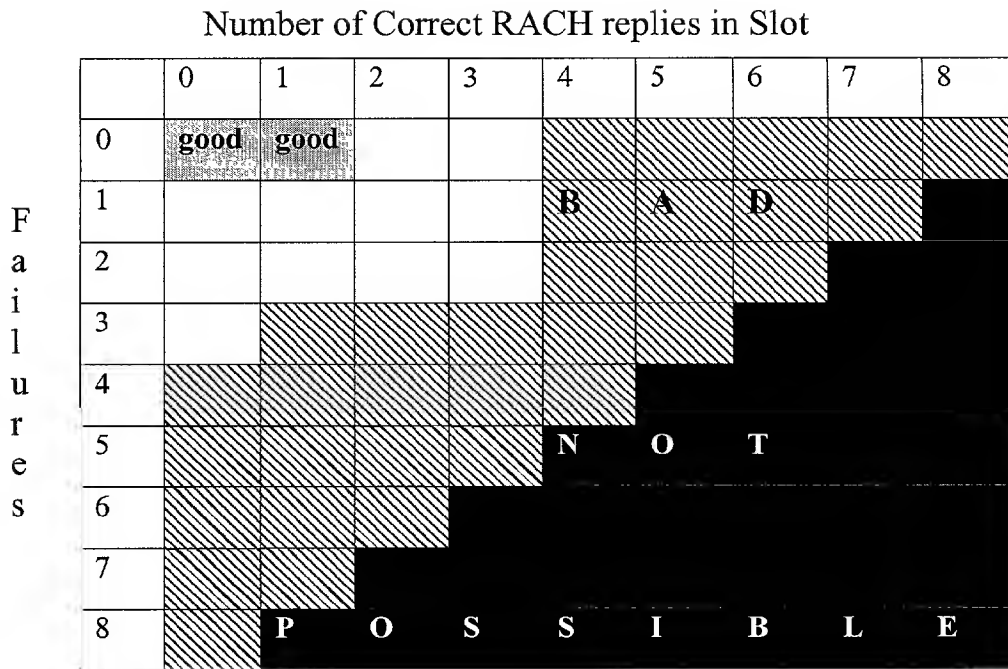 Number of Correct RACH replies in Slot
0 1 2 3 4 5 6 7 8
0 good good
1 B A D
2
3
4
5 N O T
6
7
8 P O S S I B L E
Failures